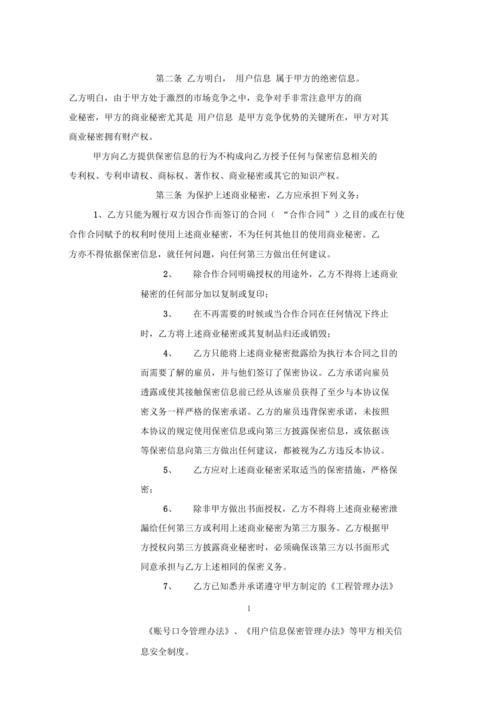 第二条 乙方明白， 用户信息 属于甲方的绝密信息。
乙方明白，由于甲方处于激烈的市场竞争之中，竞争对手非常注意甲方的商
业秘密，甲方的商业秘密尤其是 用户信息 是甲方竞争优势的关键所在，甲方对其
商业秘密拥有财产权。
甲方向乙方提供保密信息的行为不构成向乙方授予任何与保密信息相关的
专利权、专利申请权、商标权、著作权、商业秘密或其它的知识产权。
第三条 为保护上述商业秘密，乙方应承担下列义务：
1、乙方只能为履行双方因合作而签订的合同（ “合作合同”）之目的或在行使
合作合同赋予的权利时使用上述商业秘密，不为任何其他目的使用商业秘密。乙
方亦不得依据保密信息，就任何问题，向任何第三方做出任何建议。
2、 除合作合同明确授权的用途外，乙方不得将上述商业
秘密的任何部分加以复制或复印；
3、 在不再需要的时候或当合作合同在任何情况下终止
时，乙方将上述商业秘密或其复制品归还或销毁；
4、 乙方只能将上述商业秘密批露给为执行本合同之目的
而需要了解的雇员，并与他们签订了保密协议。乙方承诺向雇员
透露或使其接触保密信息前已经从该雇员获得了至少与本协议保
密义务一样严格的保密承诺。乙方的雇员违背保密承诺，未按照
本协议的规定使用保密信息或向第三方披露保密信息，或依据该
等保密信息向第三方做出任何建议，都被视为乙方违反本协议。
5、 乙方应对上述商业秘密采取适当的保密措施，严格保
密；
6、 除非甲方做出书面授权，乙方不得将上述商业秘密泄
漏给任何第三方或利用上述商业秘密为第三方服务。乙方根据甲
方授权向第三方披露商业秘密时，必须确保该第三方以书面形式
同意承担与乙方上述相同的保密义务。
7、 乙方已知悉并承诺遵守甲方制定的《工程管理办法》
1
《账号口令管理办法》、《用户信息保密管理办法》等甲方相关信
息安全制度。